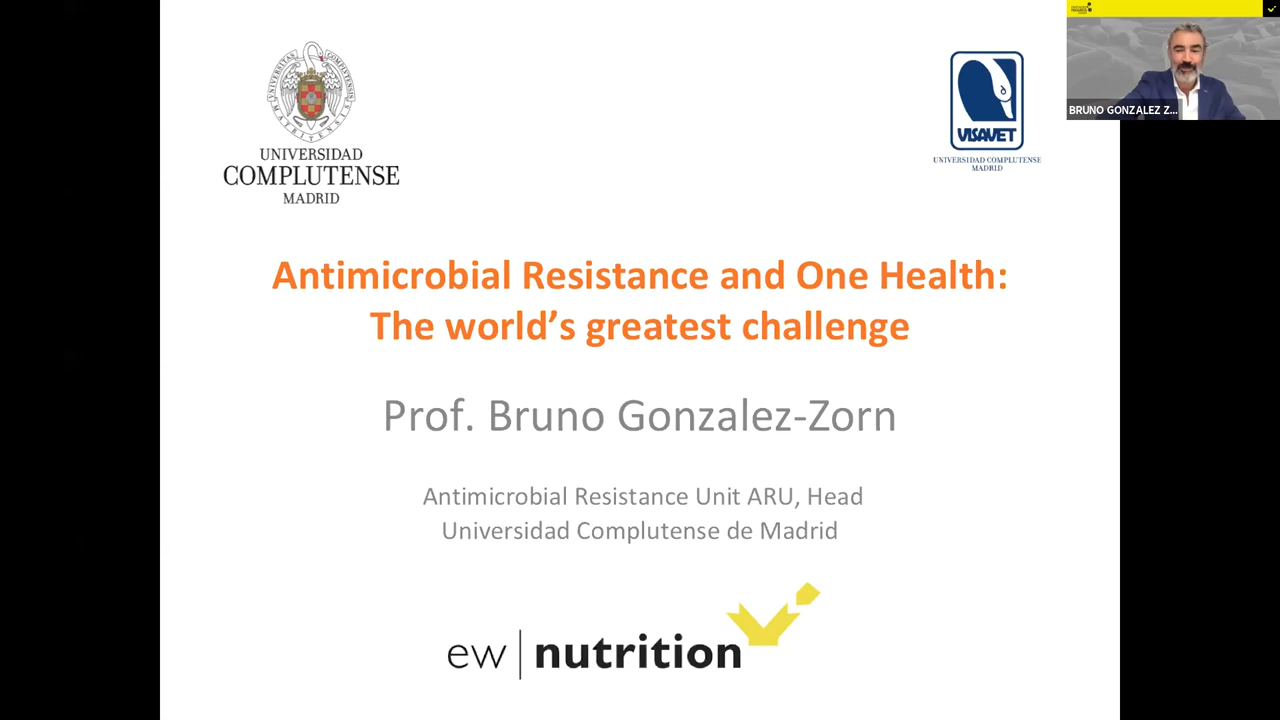 UNIVERSIDAD
COMPLUTENSE
MADRID
VISAVET
UNIVERSIDAD COMPLUTENSE
MADRID
BRUNO GONZALEZ Z...
Antimicrobial Resistance and One Health:
The world’s greatest challenge
Prof. Bruno Gonzalez-Zorn
Antimicrobial Resistance Unit ARU, Head
Universidad Complutense de Madrid
ew | nutrition